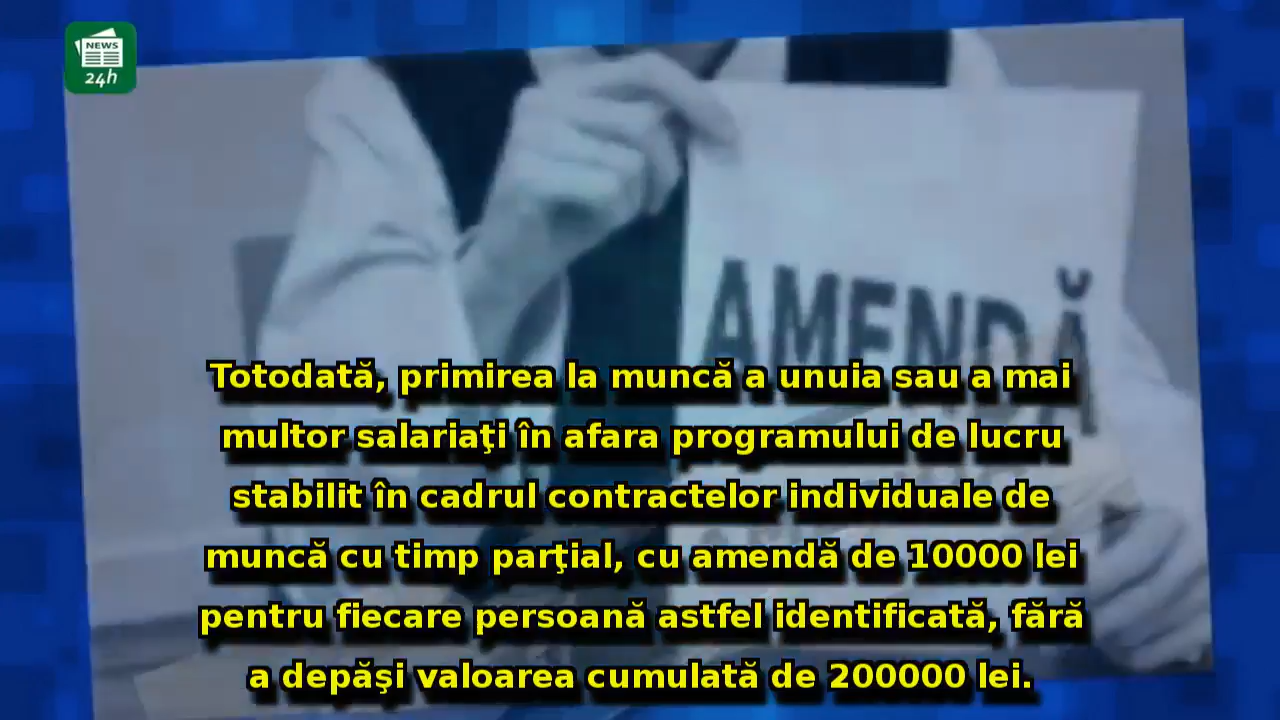 NEWS
24h
AMENDĂ
Totodată, primirea la muncă a unuia sau a mai
multor salariaţi în afara programului de lucru
stabilit în cadrul contractelor individuale de
muncă cu timp parţial, cu amendă de 10000 lei
pentru fiecare persoană astfel identificată, fără
a depăşi valoarea cumulată de 200000 lei.